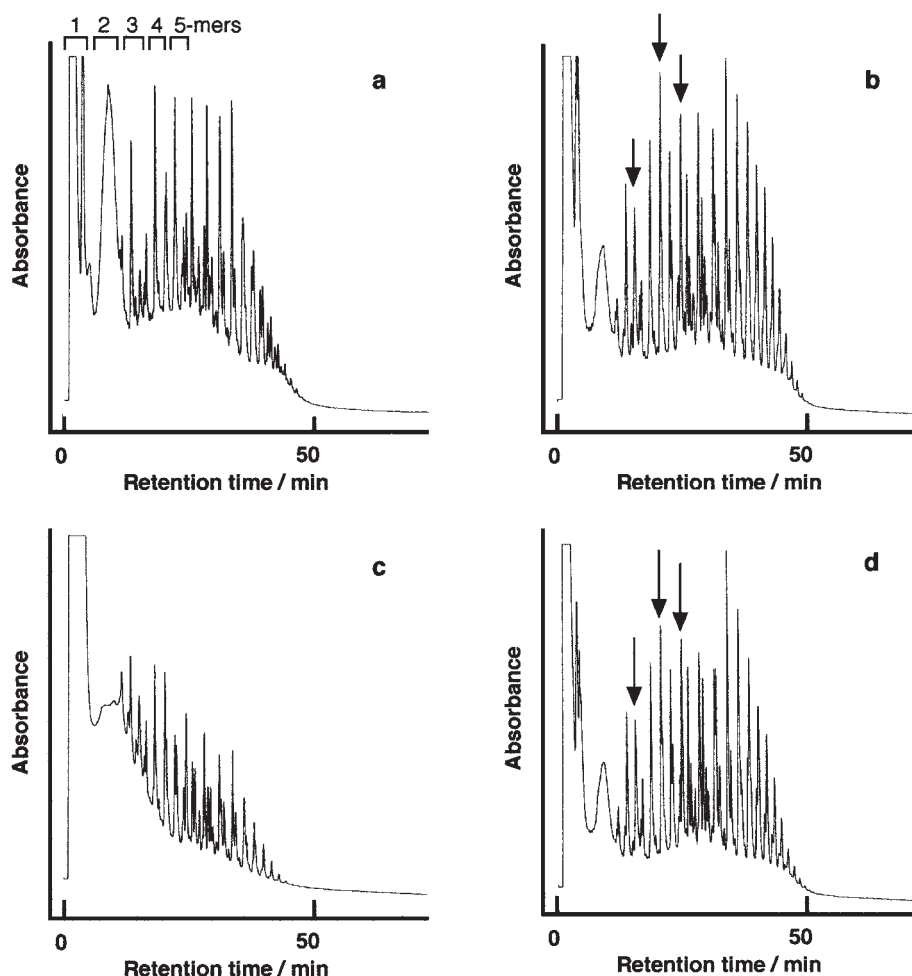 1 2 3 4 5-mers
a
Absorbance
0 50
Retention time / min
b
Absorbance
0 50
Retention time / min
c
Absorbance
0 50
Retention time / min
d
Absorbance
0 50
Retention time / min